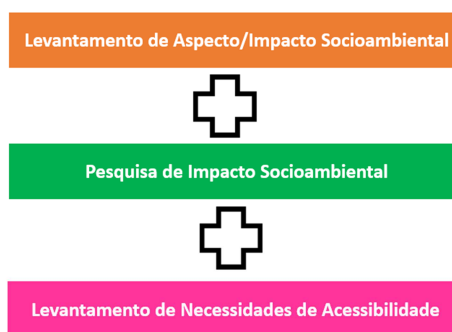 Levantamento de Aspecto/Impacto Socioambiental
Pesquisa de Impacto Socioambiental
Levantamento de Necessidades de Acessibilidade